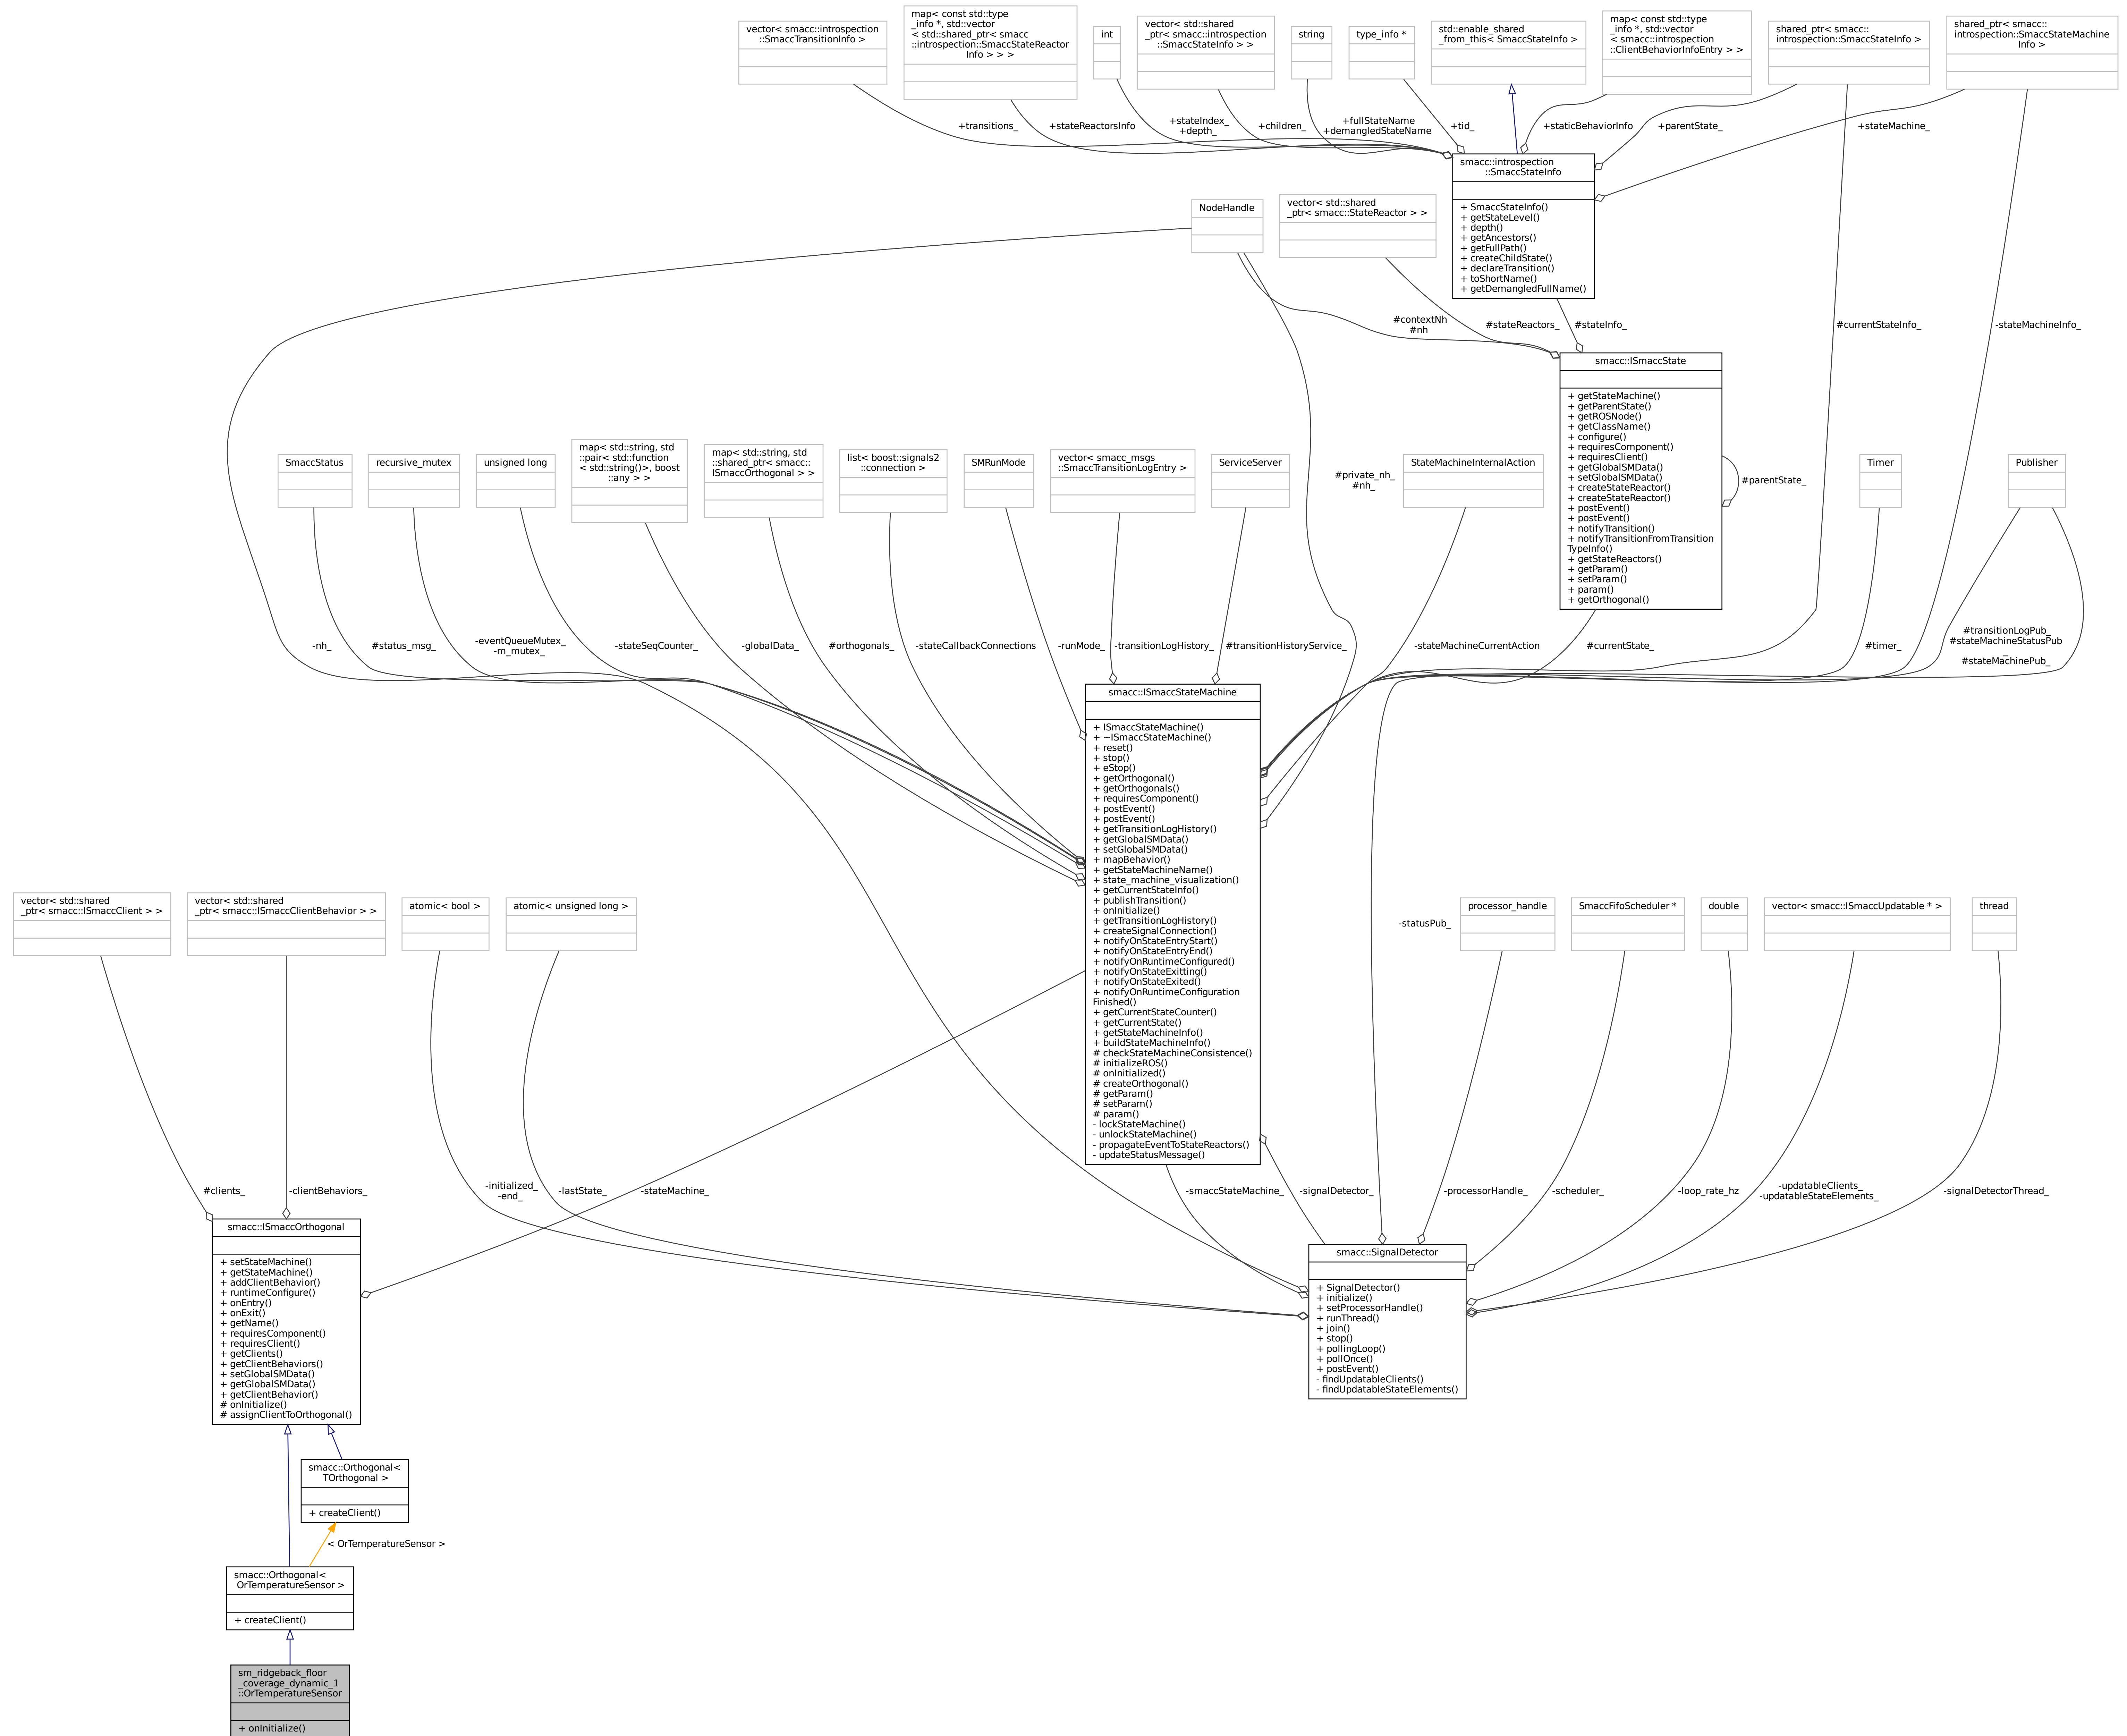 vector< smacc::introspection
::SmaccTransitionInfo >
map< const std::type
_info *, std::vector
< std::shared_ptr< smacc
::introspection::SmaccStateReactor
Info > > >
int
vector< std::shared
_ptr< smacc::introspection
::SmaccStateInfo > >
string
type_info *
std::enable_shared
_from_this< SmaccStateInfo >
map< const std::type
_info *, std::vector
< smacc::introspection
::ClientBehaviorInfoEntry > >
shared_ptr< smacc::
introspection::SmaccStateInfo >
shared_ptr< smacc::
introspection::SmaccStateMachine
Info >
+transitions_
+stateReactorsInfo
+stateIndex_
+depth_
+children_
+fullStateName
+demangledStateName
+tid_
+staticBehaviorInfo
+parentState_
+stateMachine_
smacc::introspection
::SmaccStateInfo
+ SmaccStateInfo()
+ getStateLevel()
+ depth()
+ getAncestors()
+ getFullPath()
+ createChildState()
+ declareTransition()
+ toShortName()
+ getDemangledFullName()
NodeHandle
vector< std::shared
_ptr< smacc::StateReactor > >
#contextNh
#nh
#stateReactors_
#stateInfo_
#currentStateInfo_
-stateMachineInfo_
smacc::ISmaccState
+ getStateMachine()
+ getParentState()
+ getROSNode()
+ getClassName()
+ configure()
+ requiresComponent()
+ requiresClient()
+ getGlobalSMData()
+ setGlobalSMData()
+ createStateReactor()
+ createStateReactor()
+ postEvent()
+ postEvent()
+ notifyTransition()
+ notifyTransitionFromTransition
TypeInfo()
+ getStateReactors()
+ getParam()
+ setParam()
+ param()
+ getOrthogonal()
#parentState_
SmaccStatus
recursive_mutex
unsigned long
map< std::string, std
::pair< std::function
< std::string()>, boost
::any > >
map< std::string, std
::shared_ptr< smacc::
ISmaccOrthogonal > >
list< boost::signals2
::connection >
SMRunMode
vector< smacc_msgs
::SmaccTransitionLogEntry >
ServiceServer
#private_nh_
#nh_
StateMachineInternalAction
Timer
Publisher
-nh_
#status_msg_
-eventQueueMutex_
-m_mutex_
-stateSeqCounter_
-globalData_
#orthogonals_
-stateCallbackConnections
-runMode_
-transitionLogHistory_
#transitionHistoryService_
-stateMachineCurrentAction
#currentState_
#timer_
#transitionLogPub_
#stateMachineStatusPub
_
#stateMachinePub_
smacc::ISmaccStateMachine
+ ISmaccStateMachine()
+ ~ISmaccStateMachine()
+ reset()
+ stop()
+ eStop()
+ getOrthogonal()
+ getOrthogonals()
+ requiresComponent()
+ postEvent()
+ postEvent()
+ getTransitionLogHistory()
+ getGlobalSMData()
+ setGlobalSMData()
+ mapBehavior()
+ getStateMachineName()
+ state_machine_visualization()
+ getCurrentStateInfo()
+ publishTransition()
+ onInitialize()
+ getTransitionLogHistory()
+ createSignalConnection()
+ notifyOnStateEntryStart()
+ notifyOnStateEntryEnd()
+ notifyOnRuntimeConfigured()
+ notifyOnStateExitting()
+ notifyOnStateExited()
+ notifyOnRuntimeConfiguration
Finished()
+ getCurrentStateCounter()
+ getCurrentState()
+ getStateMachineInfo()
+ buildStateMachineInfo()
# checkStateMachineConsistence()
# initializeROS()
# onInitialized()
# createOrthogonal()
# getParam()
# setParam()
# param()
- lockStateMachine()
- unlockStateMachine()
- propagateEventToStateReactors()
- updateStatusMessage()
vector< std::shared
_ptr< smacc::ISmaccClient > >
vector< std::shared
_ptr< smacc::ISmaccClientBehavior > >
atomic< bool >
atomic< unsigned long >
-statusPub_
processor_handle
SmaccFifoScheduler *
double
vector< smacc::ISmaccUpdatable * >
thread
#clients_
-clientBehaviors_
-initialized_
-end_
-lastState_
-stateMachine_
-smaccStateMachine_
-signalDetector_
-processorHandle_
-scheduler_
-loop_rate_hz
-updatableClients_
-updatableStateElements_
-signalDetectorThread_
smacc::ISmaccOrthogonal
+ setStateMachine()
+ getStateMachine()
+ addClientBehavior()
+ runtimeConfigure()
+ onEntry()
+ onExit()
+ getName()
+ requiresComponent()
+ requiresClient()
+ getClients()
+ getClientBehaviors()
+ setGlobalSMData()
+ getGlobalSMData()
+ getClientBehavior()
# onInitialize()
# assignClientToOrthogonal()
smacc::SignalDetector
+ SignalDetector()
+ initialize()
+ setProcessorHandle()
+ runThread()
+ join()
+ stop()
+ pollingLoop()
+ pollOnce()
+ postEvent()
- findUpdatableClients()
- findUpdatableStateElements()
smacc::Orthogonal<
TOrthogonal >
+ createClient()
< OrTemperatureSensor >
smacc::Orthogonal<
OrTemperatureSensor >
+ createClient()
sm_ridgeback_floor
_coverage_dynamic_1
::OrTemperatureSensor
+ onInitialize()